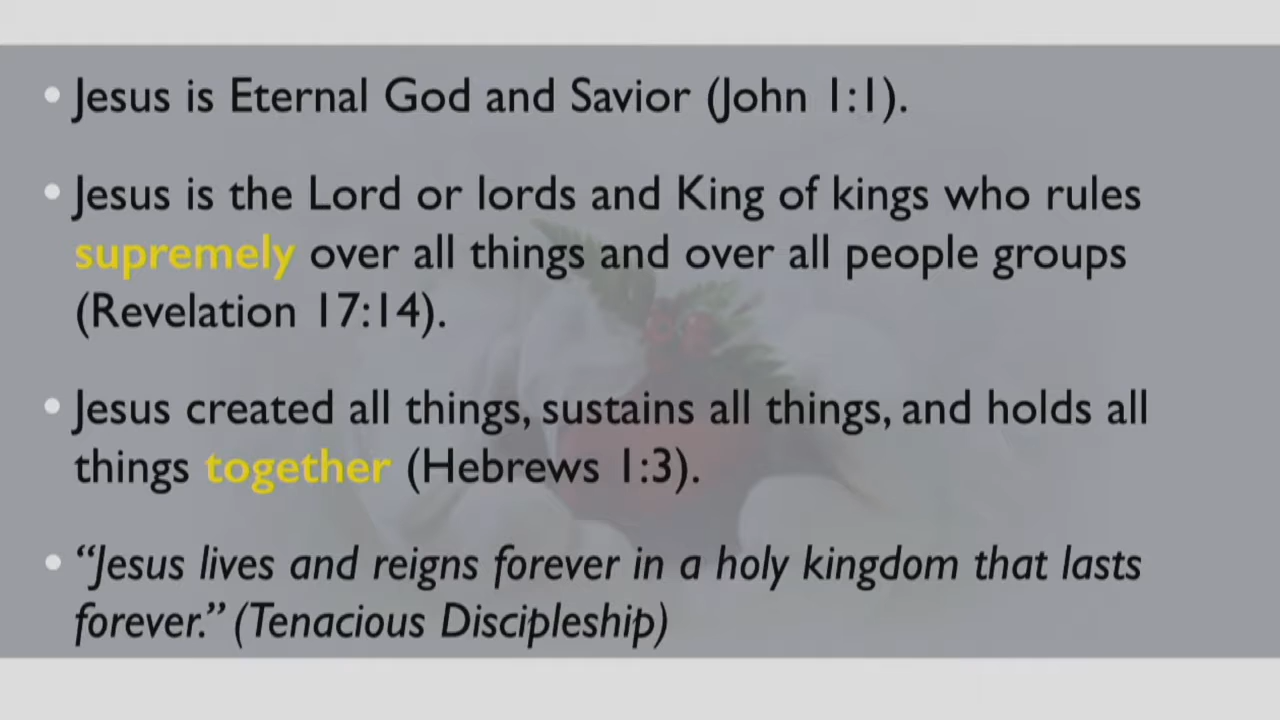 • Jesus is Eternal God and Savior (John 1:1).
• Jesus is the Lord or lords and King of kings who rules
supremely over all things and over all people groups
(Revelation 17:14).
• Jesus created all things, sustains all things, and holds all
things together (Hebrews 1:3).
• “Jesus lives and reigns forever in a holy kingdom that lasts
forever.” (Tenacious Discipleship)